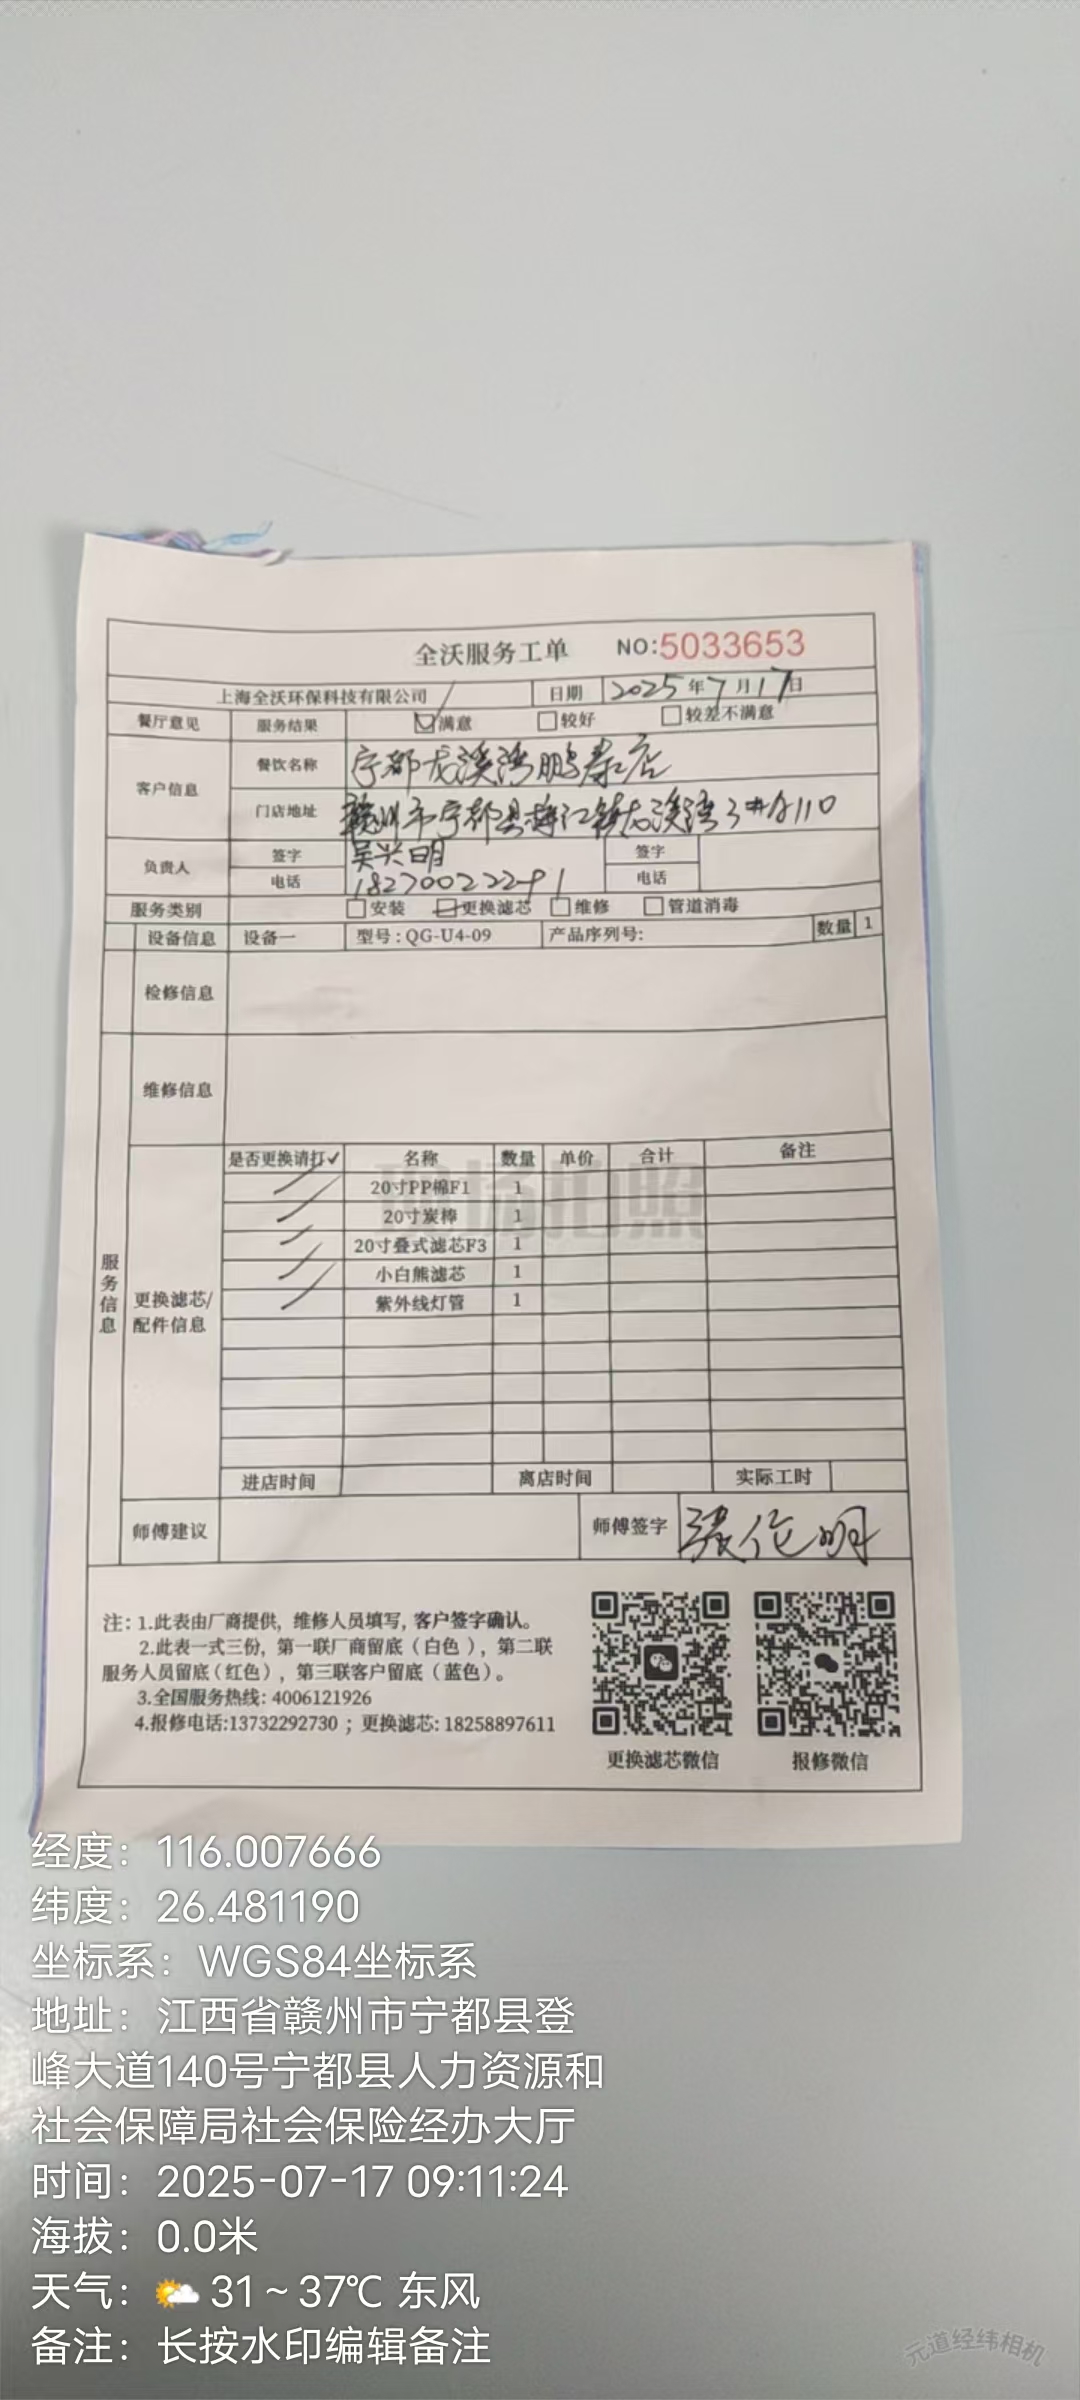 全沃服务工单 NO:5033653
上海全沃环保科技有限公司 日期 2025年7月17日
餐厅意见 服务结果 满意 较好 较差不满意
客户信息 餐饮名称 宁都龙溪湾鹏泰店
门店地址 赣州市宁都县梅江镇龙溪湾3#A110
负责人 签字 吴兴明 签字
电话 18270022291 电话
服务类别 安装 更换滤芯 维修 管道消毒
设备信息 设备一 型号:QG-U4-09 产品序列号: 数量 1
检修信息
维修信息
服务信息
更换滤芯/
配件信息
是否更换请打✓ 名称 数量 单价 合计 备注
20寸PP棉F1 1
20寸炭棒 1
20寸叠式滤芯F3 1
小白熊滤芯 1
紫外线灯管 1
现场拍照
进店时间 离店时间 实际工时
师傅建议 师傅签字 张伦明
注: 1.此表由厂商提供, 维修人员填写, 客户签字确认。
2.此表一式三份, 第一联厂商留底(白色), 第二联
服务人员留底(红色), 第三联客户留底(蓝色)。
3.全国服务热线: 4006121926
4.报修电话:13732292730 ; 更换滤芯: 18258897611
更换滤芯微信 报修微信
经度: 116.007666
纬度: 26.481190
坐标系: WGS84坐标系
地址: 江西省赣州市宁都县登
峰大道140号宁都县人力资源和
社会保障局社会保险经办大厅
时间: 2025-07-17 09:11:24
海拔: 0.0米
天气: 31~37℃ 东风
备注: 长按水印编辑备注
元道经纬相机